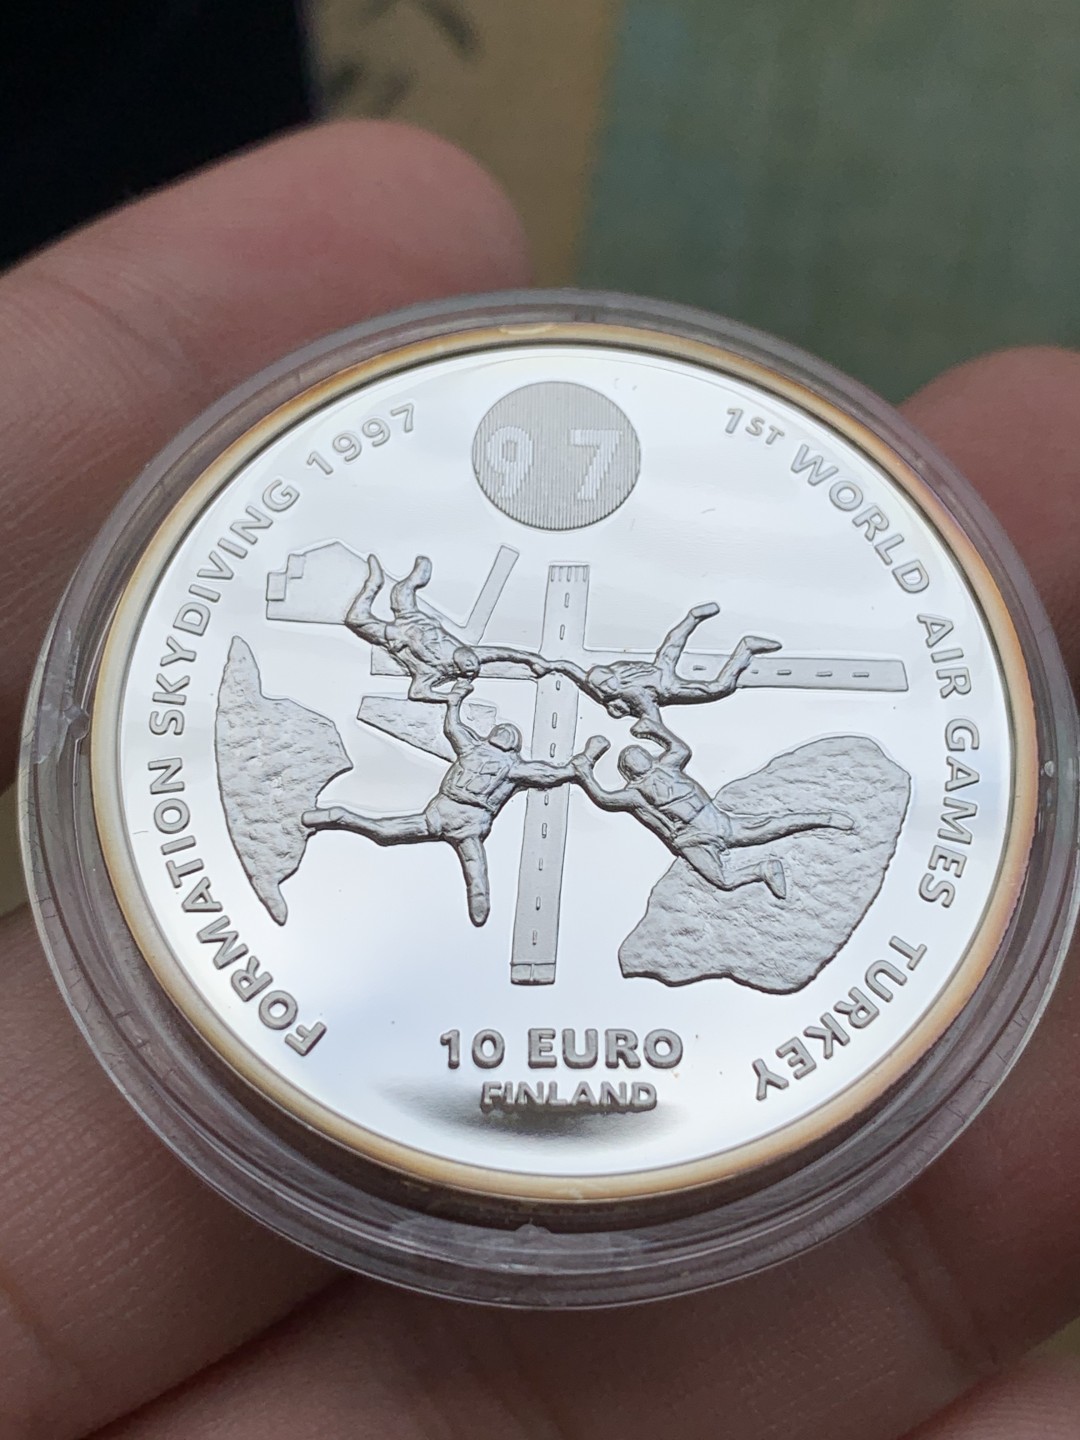 97
FORMATION SKYDIVING 1997
1ST WORLD AIR GAMES TURKEY
10 EURO
FINLAND